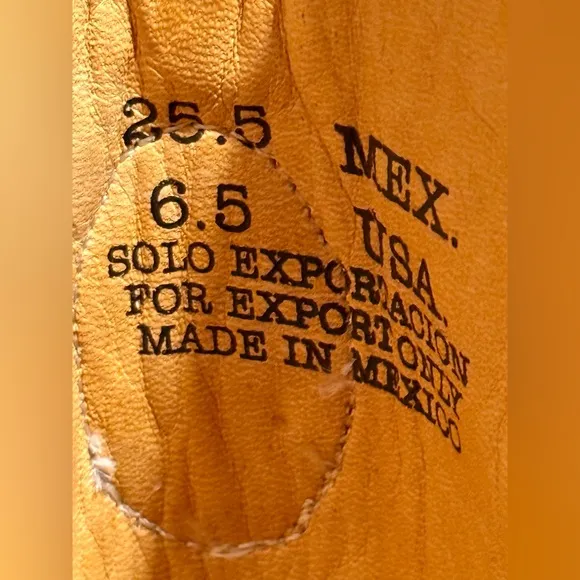 25.5 MEX.
6.5 USA.
SOLO EXPORTACION
FOR EXPORT ONLY
MADE IN MEXICO